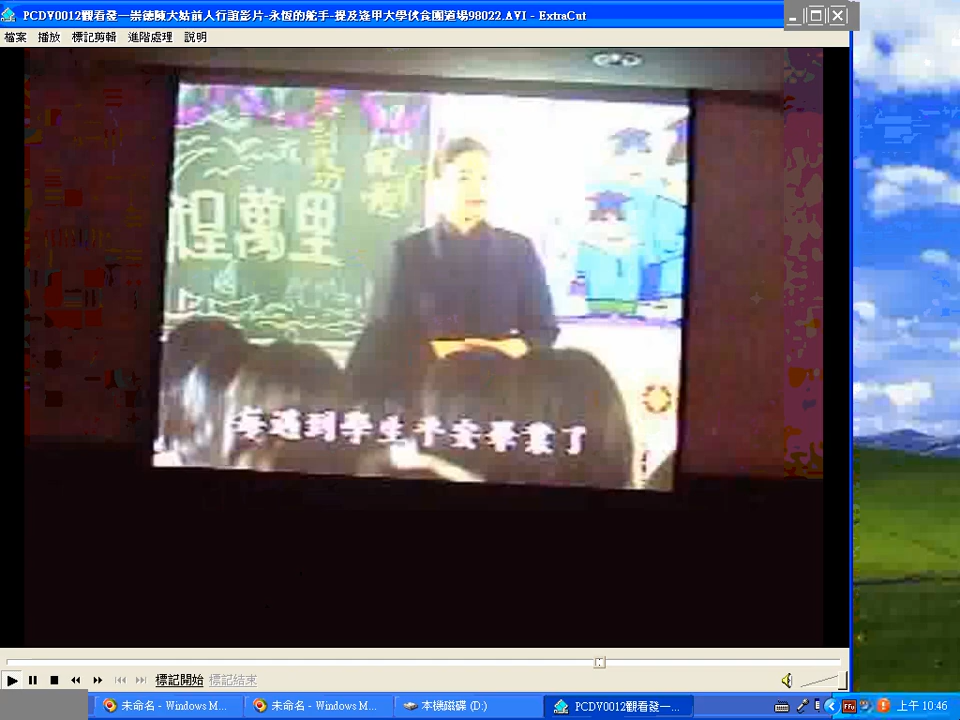 PCDV0012觀看發一崇德陳大姑前人行誼影片-永恆的舵手-提及逢甲大學伙食團道場98022.AVI - ExtraCut
檔案 播放 標記剪輯 進階處理 說明
程萬里
每逢到學生平安畢業了
標記開始 標記結束
未命名 - Windows M...
未命名 - Windows M...
本機磁碟 (D:)
PCDV0012觀看發一...
上午 10:46